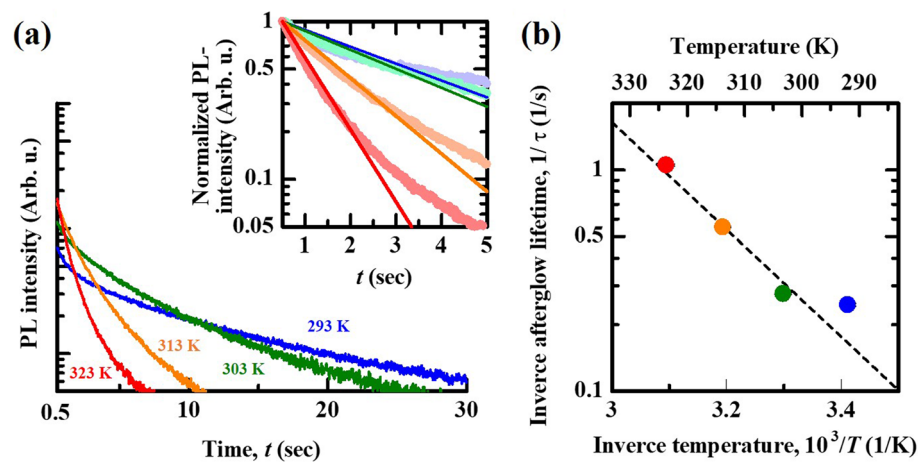 (a)
Normalized PL-
intensity (Arb. u.)
1
0.5
0.1
0.05
1 2 3 4 5
t (sec)
PL intensity (Arb. u.)
293 K
313 K
303 K
323 K
0.5 10 20 30
Time, t (sec)
(b)
Temperature (K)
330 320 310 300 290
Inverce afterglow lifetime, 1/ τ (1/s)
1
0.5
0.1
3 3.2 3.4
Inverce temperature, 10³/T (1/K)